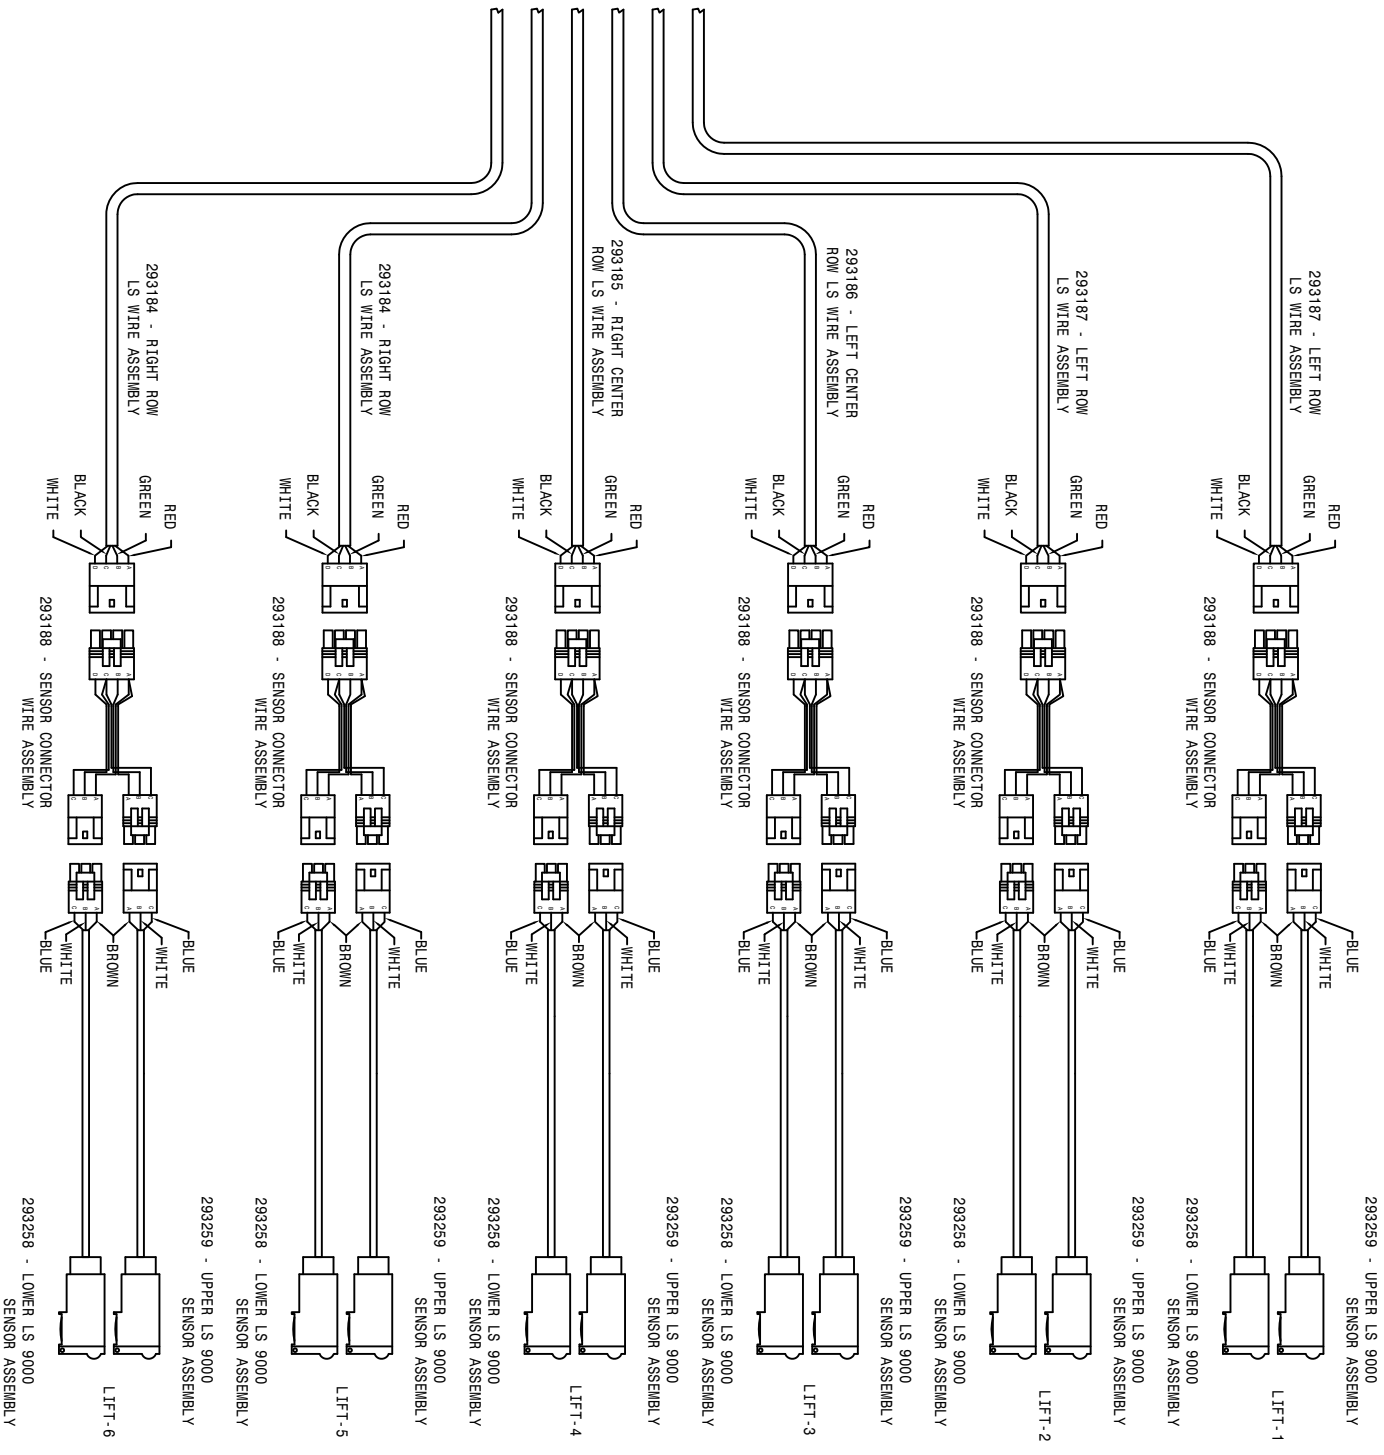 293187 - LEFT ROW
LS WIRE ASSEMBLY
RED
GREEN
BLACK
WHITE
A B C D
293188 - SENSOR CONNECTOR
WIRE ASSEMBLY
A B C D
C B A
A B C
C B A
A B C
BLUE
WHITE
BROWN
WHITE
BLUE
293259 - UPPER LS 9000
SENSOR ASSEMBLY
LIFT-1
293258 - LOWER LS 9000
SENSOR ASSEMBLY
293187 - LEFT ROW
LS WIRE ASSEMBLY
RED
GREEN
BLACK
WHITE
A B C D
293188 - SENSOR CONNECTOR
WIRE ASSEMBLY
A B C D
C B A
A B C
C B A
A B C
BLUE
WHITE
BROWN
WHITE
BLUE
293259 - UPPER LS 9000
SENSOR ASSEMBLY
LIFT-2
293258 - LOWER LS 9000
SENSOR ASSEMBLY
293186 - LEFT CENTER
ROW LS WIRE ASSEMBLY
RED
GREEN
BLACK
WHITE
A B C D
293188 - SENSOR CONNECTOR
WIRE ASSEMBLY
A B C D
C B A
A B C
C B A
A B C
BLUE
WHITE
BROWN
WHITE
BLUE
293259 - UPPER LS 9000
SENSOR ASSEMBLY
LIFT-3
293258 - LOWER LS 9000
SENSOR ASSEMBLY
293185 - RIGHT CENTER
ROW LS WIRE ASSEMBLY
RED
GREEN
BLACK
WHITE
A B C D
293188 - SENSOR CONNECTOR
WIRE ASSEMBLY
A B C D
C B A
A B C
C B A
A B C
BLUE
WHITE
BROWN
WHITE
BLUE
293259 - UPPER LS 9000
SENSOR ASSEMBLY
LIFT-4
293258 - LOWER LS 9000
SENSOR ASSEMBLY
293184 - RIGHT ROW
LS WIRE ASSEMBLY
RED
GREEN
BLACK
WHITE
A B C D
293188 - SENSOR CONNECTOR
WIRE ASSEMBLY
A B C D
C B A
A B C
C B A
A B C
BLUE
WHITE
BROWN
WHITE
BLUE
293259 - UPPER LS 9000
SENSOR ASSEMBLY
LIFT-5
293258 - LOWER LS 9000
SENSOR ASSEMBLY
293184 - RIGHT ROW
LS WIRE ASSEMBLY
RED
GREEN
BLACK
WHITE
A B C D
293188 - SENSOR CONNECTOR
WIRE ASSEMBLY
A B C D
C B A
A B C
C B A
A B C
BLUE
WHITE
BROWN
WHITE
BLUE
293259 - UPPER LS 9000
SENSOR ASSEMBLY
LIFT-6
293258 - LOWER LS 9000
SENSOR ASSEMBLY